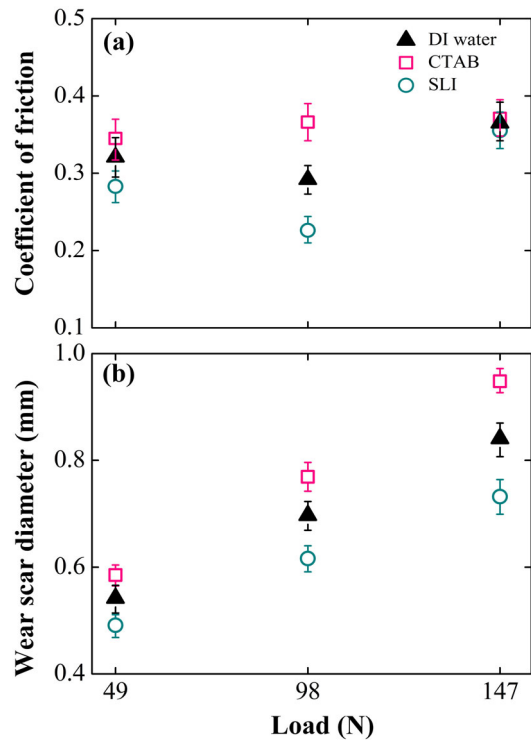 (a)
DI water
CTAB
SLI
0.5
0.4
0.3
0.2
0.1
Coefficient of friction
(b)
1.0
0.8
0.6
0.4
Wear scar diameter (mm)
49 98 147
Load (N)